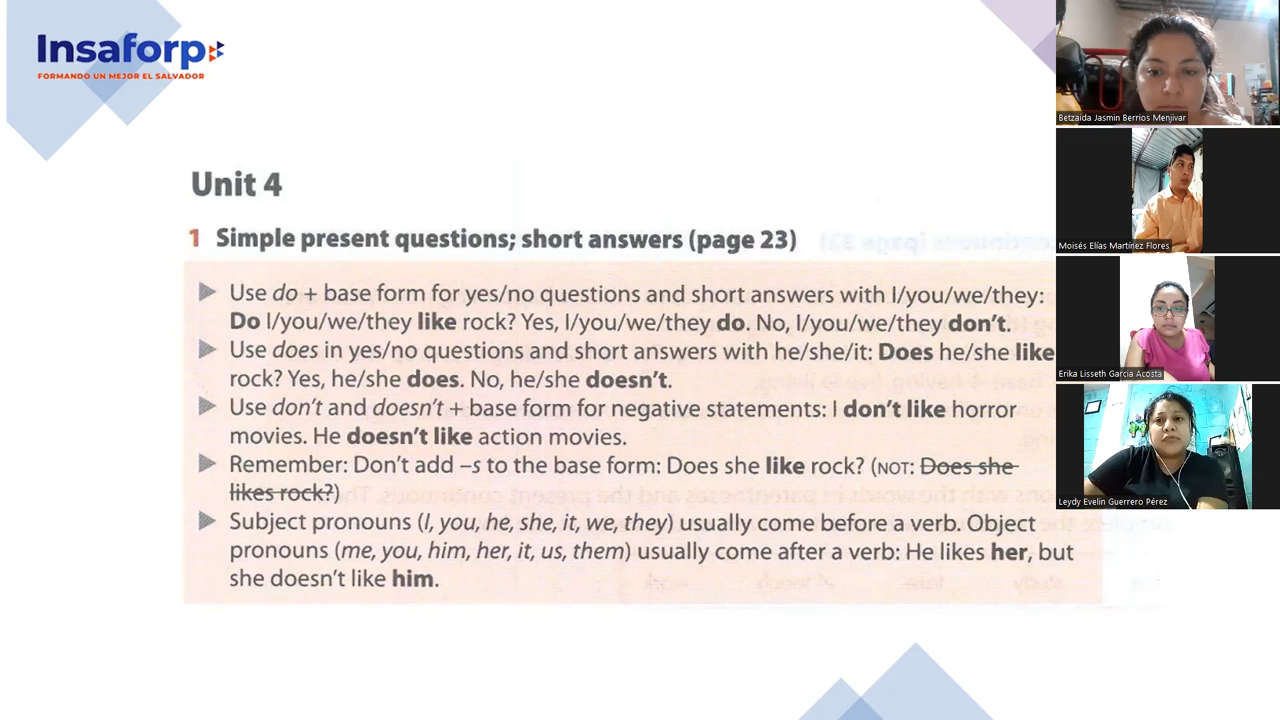 Insaforp
FORMANDO UN MEJOR EL SALVADOR
Unit 4
1 Simple present questions; short answers (page 23)
Use do + base form for yes/no questions and short answers with I/you/we/they:
Do I/you/we/they like rock? Yes, I/you/we/they do. No, I/you/we/they don't.
Use does in yes/no questions and short answers with he/she/it: Does he/she like
rock? Yes, he/she does. No, he/she doesn't.
Use don't and doesn't + base form for negative statements: I don't like horror
movies. He doesn't like action movies.
Remember: Don't add –s to the base form: Does she like rock? (NOT: Does she
likes rock?)
Subject pronouns (I, you, he, she, it, we, they) usually come before a verb. Object
pronouns (me, you, him, her, it, us, them) usually come after a verb: He likes her, but
she doesn't like him.
Betzaida Jasmin Berrios Menjivar
Moisés Elías Martínez Flores
Erika Lisseth Garcia Acosta
Leydy Evelin Guerrero Pérez